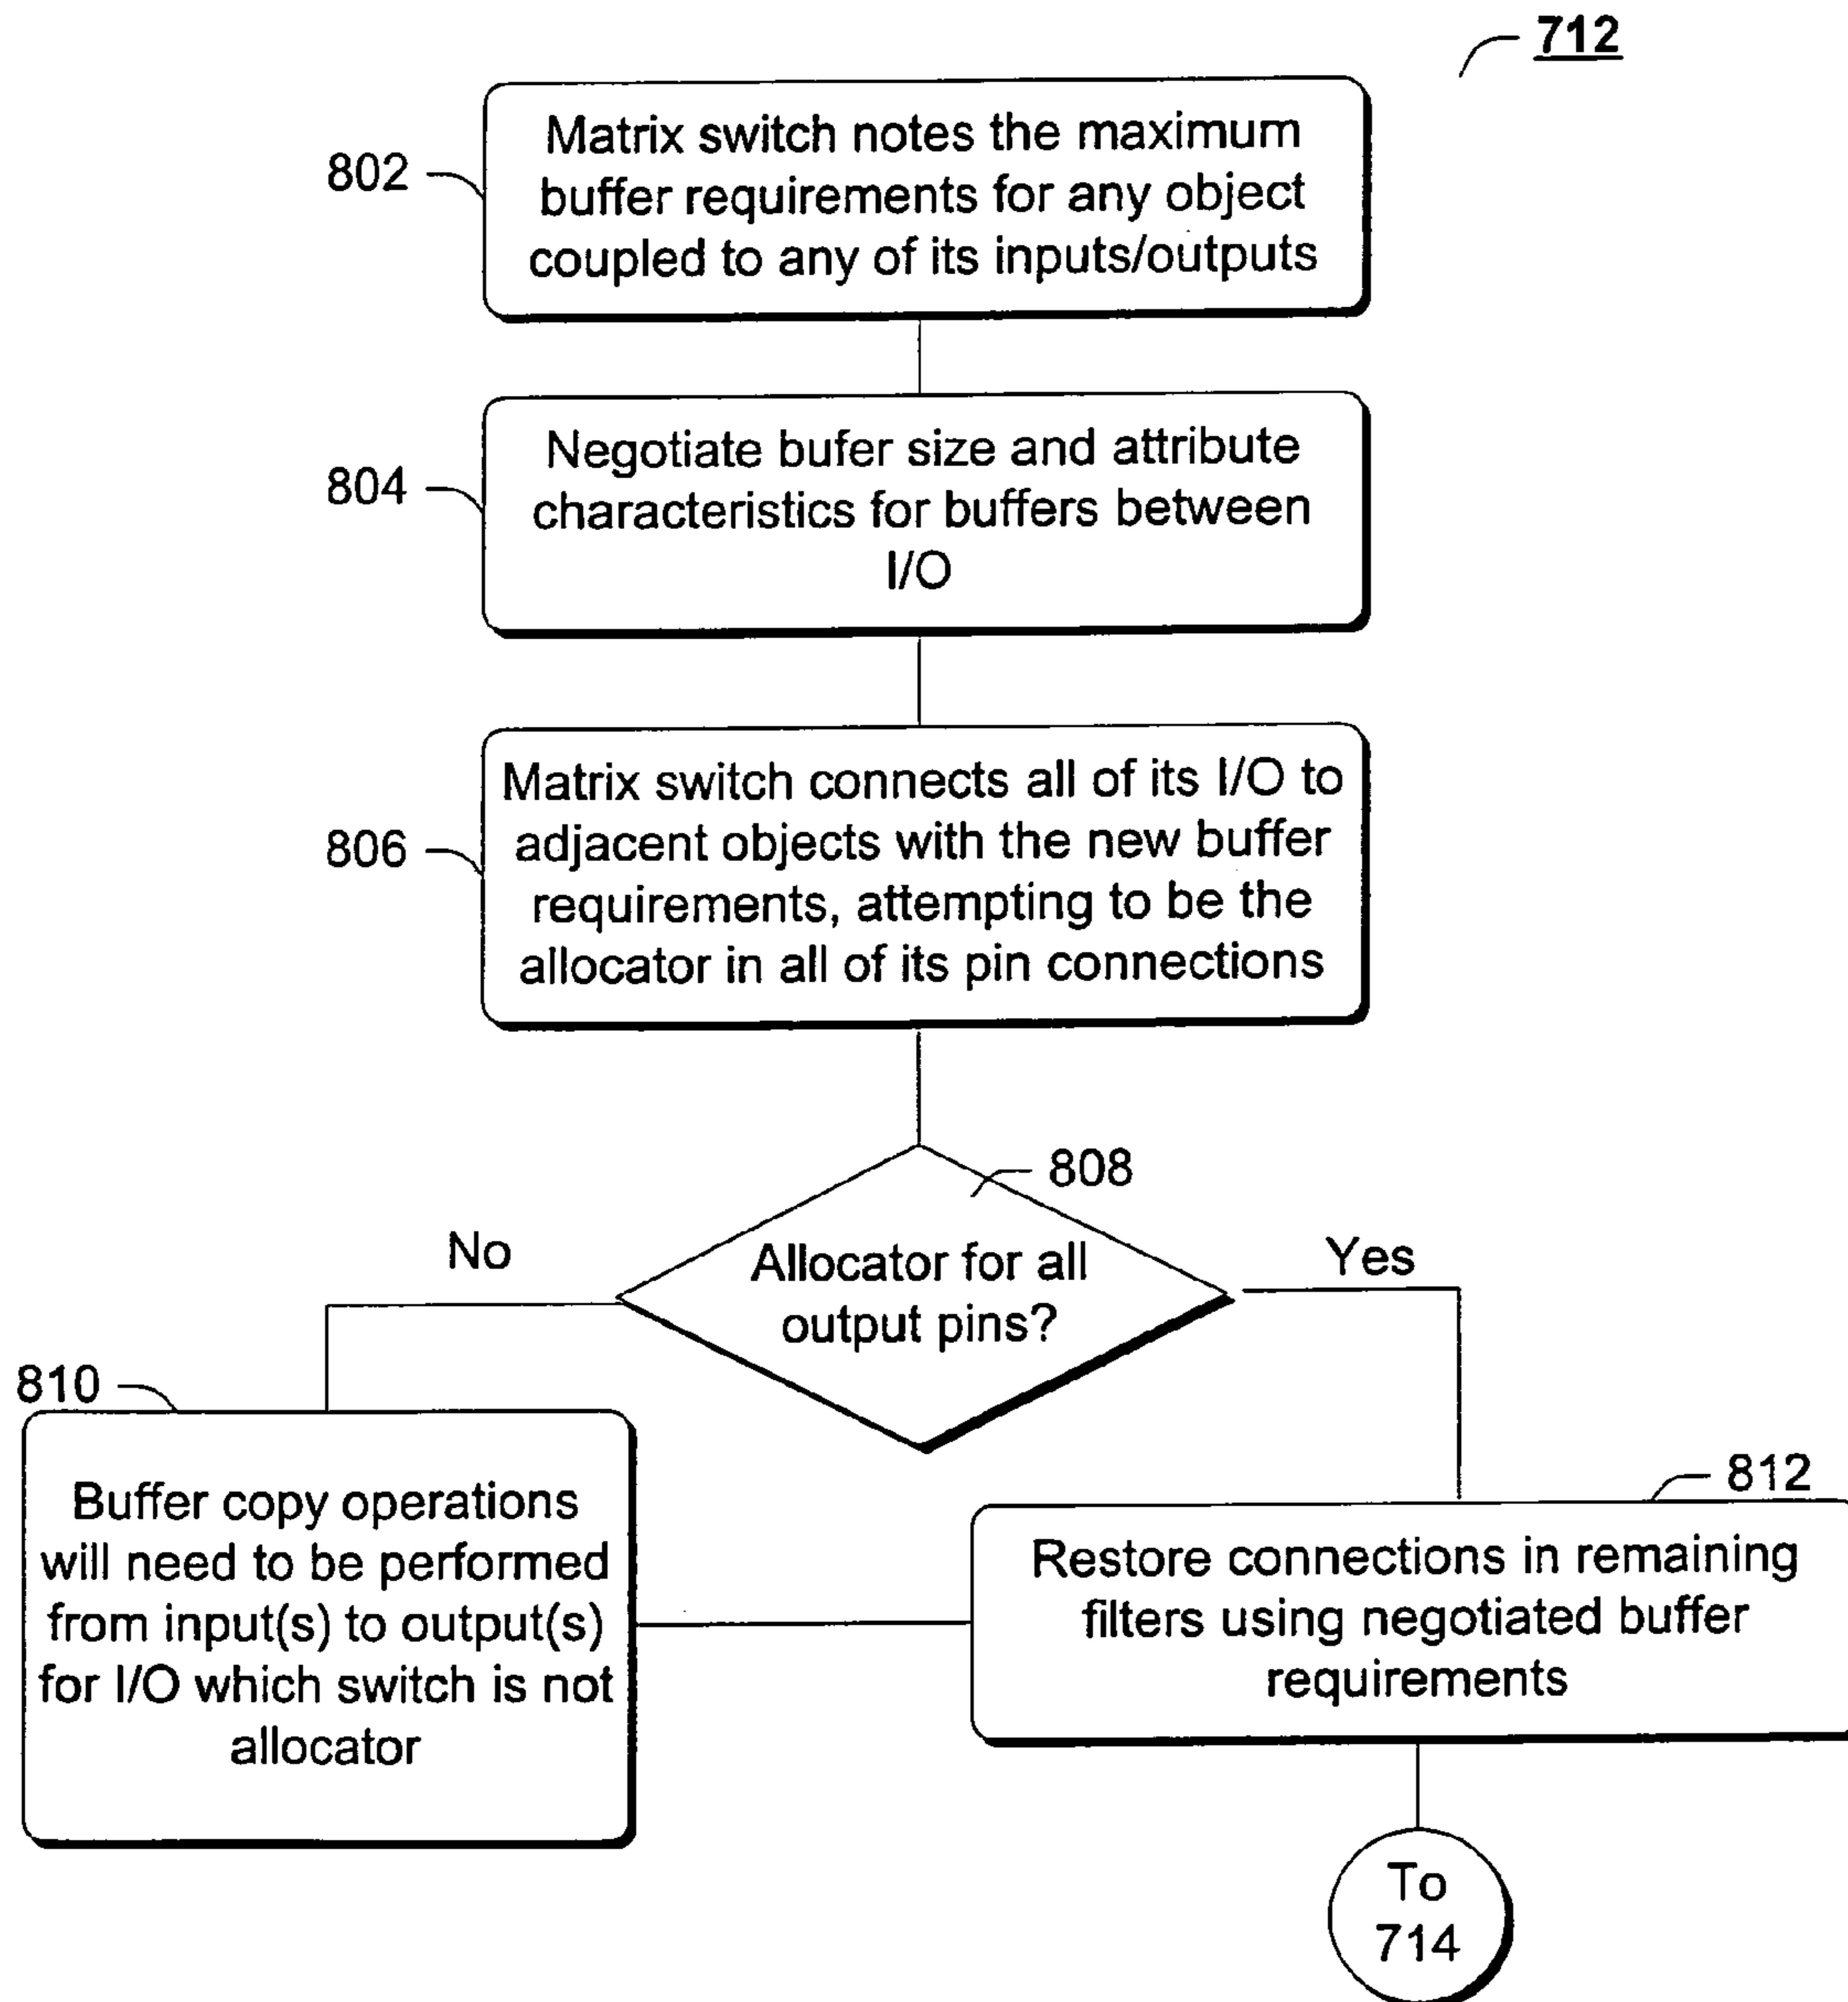 712
802
Matrix switch notes the maximum
buffer requirements for any object
coupled to any of its inputs/outputs
804
Negotiate bufer size and attribute
characteristics for buffers between
I/O
806
Matrix switch connects all of its I/O to
adjacent objects with the new buffer
requirements, attempting to be the
allocator in all of its pin connections
808
Allocator for all
output pins?
No
Yes
810
Buffer copy operations
will need to be performed
from input(s) to output(s)
for I/O which switch is not
allocator
812
Restore connections in remaining
filters using negotiated buffer
requirements
To
714